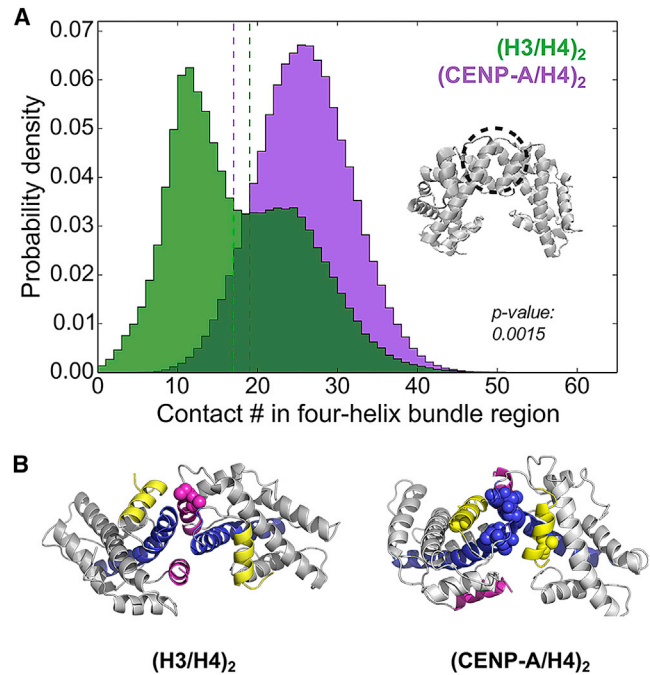 A
0.07
0.06
0.05
0.04
0.03
0.02
0.01
0.00
Probability density
(H3/H4)2
(CENP-A/H4)2
p-value:
0.0015
0 10 20 30 40 50 60
Contact # in four-helix bundle region
B
(H3/H4)2 (CENP-A/H4)2